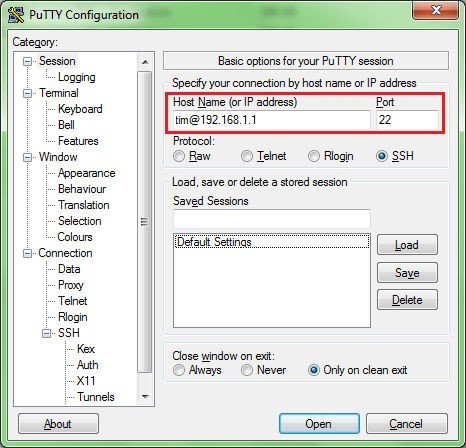 PuTTY Configuration
Category:
Session
Logging
Terminal
Keyboard
Bell
Features
Window
Appearance
Behaviour
Translation
Selection
Colours
Connection
Data
Proxy
Telnet
Rlogin
SSH
Kex
Auth
X11
Tunnels
Basic options for your PuTTY session
Specify your connection by host name or IP address
Host Name (or IP address) Port
tim@192.168.1.1 22
Protocol:
Raw Telnet Rlogin SSH
Load, save or delete a stored session
Saved Sessions
Default Settings
Load
Save
Delete
Close window on exit:
Always Never Only on clean exit
About Open Cancel